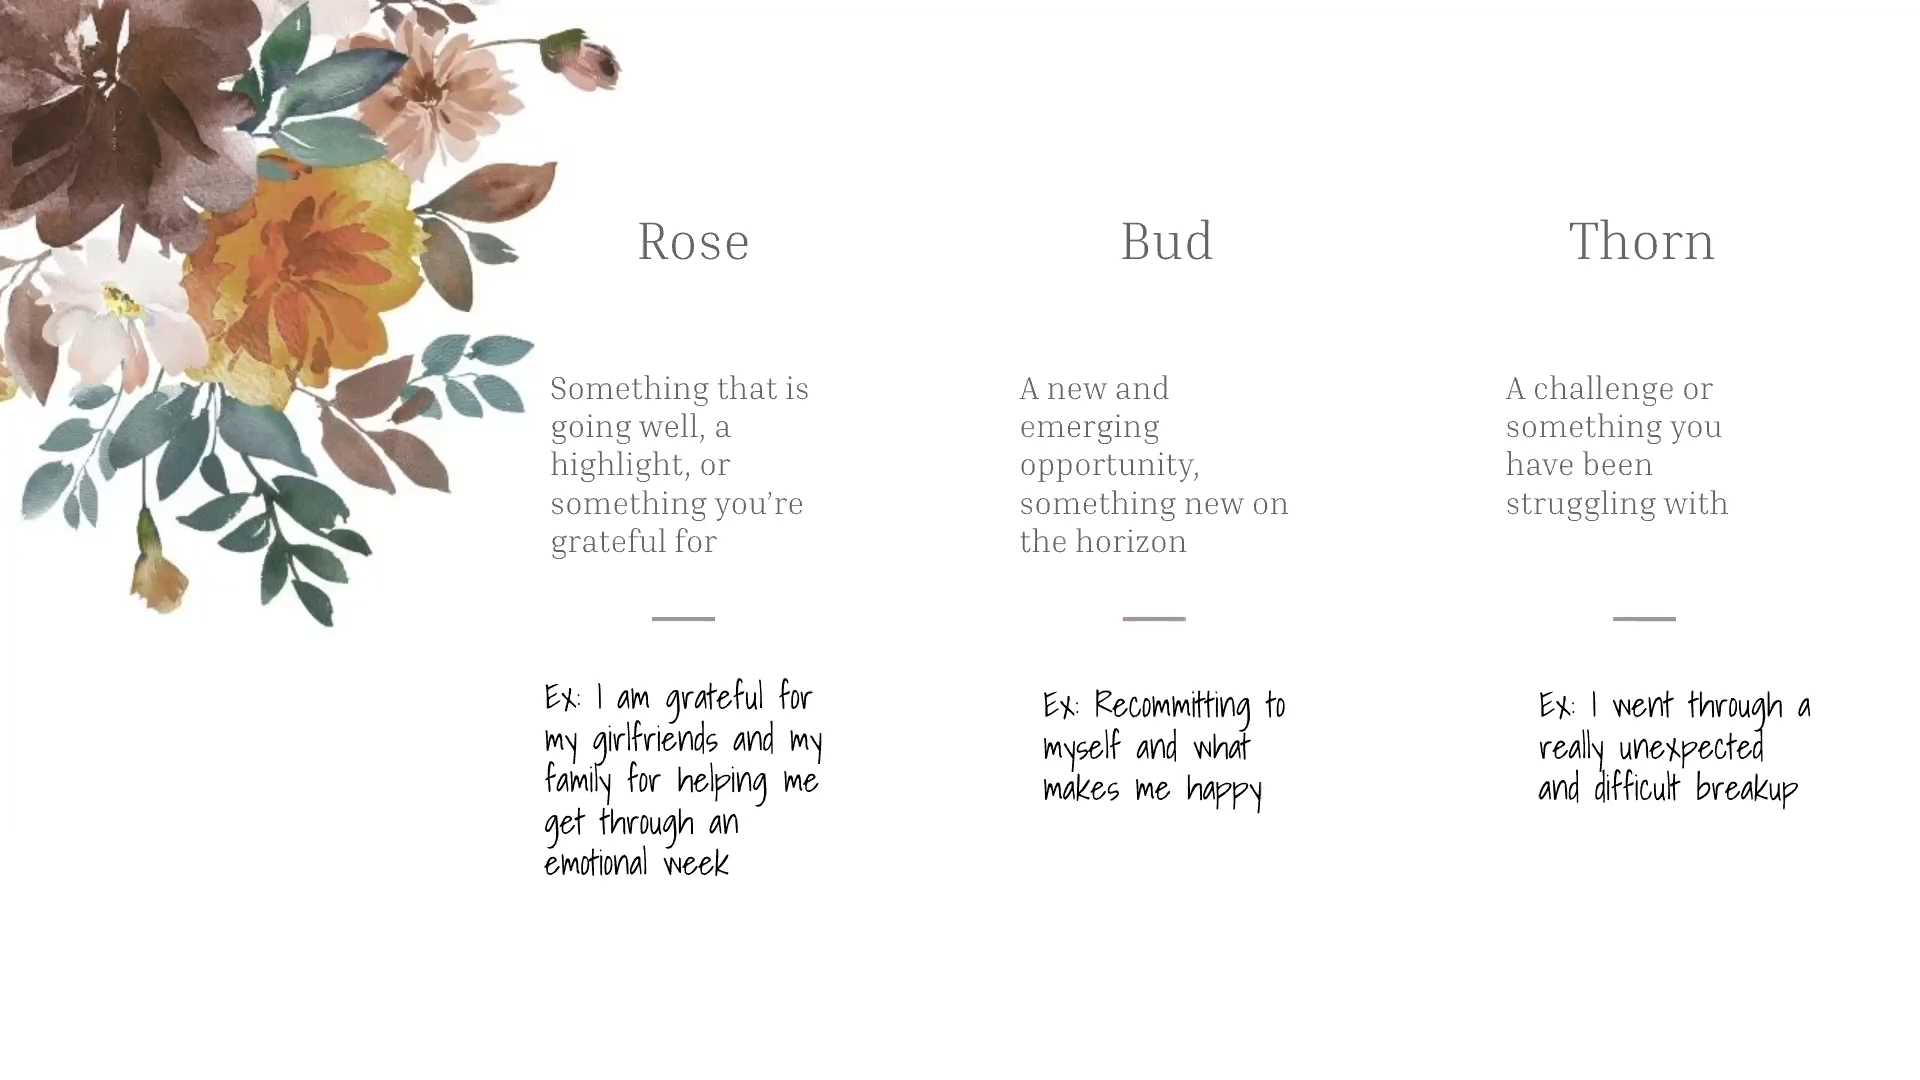 Rose
Something that is
going well, a
highlight, or
something you’re
grateful for
Ex: I am grateful for
my girlfriends and my
family for helping me
get through an
emotional week
Bud
A new and
emerging
opportunity,
something new on
the horizon
Ex: Recommitting to
myself and what
makes me happy
Thorn
A challenge or
something you
have been
struggling with
Ex: I went through a
really unexpected
and difficult breakup